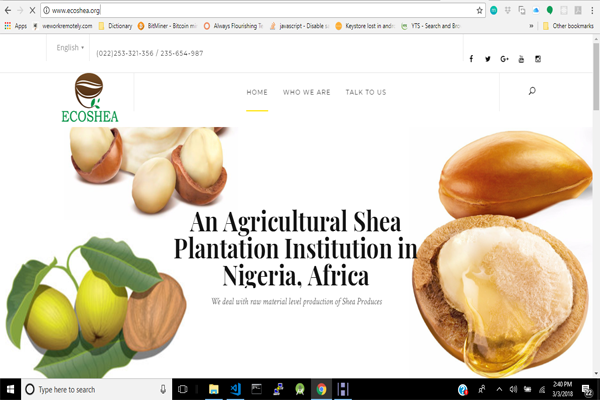 www.ecoshea.org
Apps weworkremotely.com Dictionary BitMiner - Bitcoin m Always Flourishing Te javascript - Disable s Keystore lost in andr YTS - Search and Bro » Other bookmarks
English (022)253-321-356 / 235-654-987
ECOSHEA
HOME WHO WE ARE TALK TO US
An Agricultural Shea
Plantation Institution in
Nigeria, Africa
We deal with raw material level production of Shea Produces
Type here to search
2:40 PM
3/3/2018
22